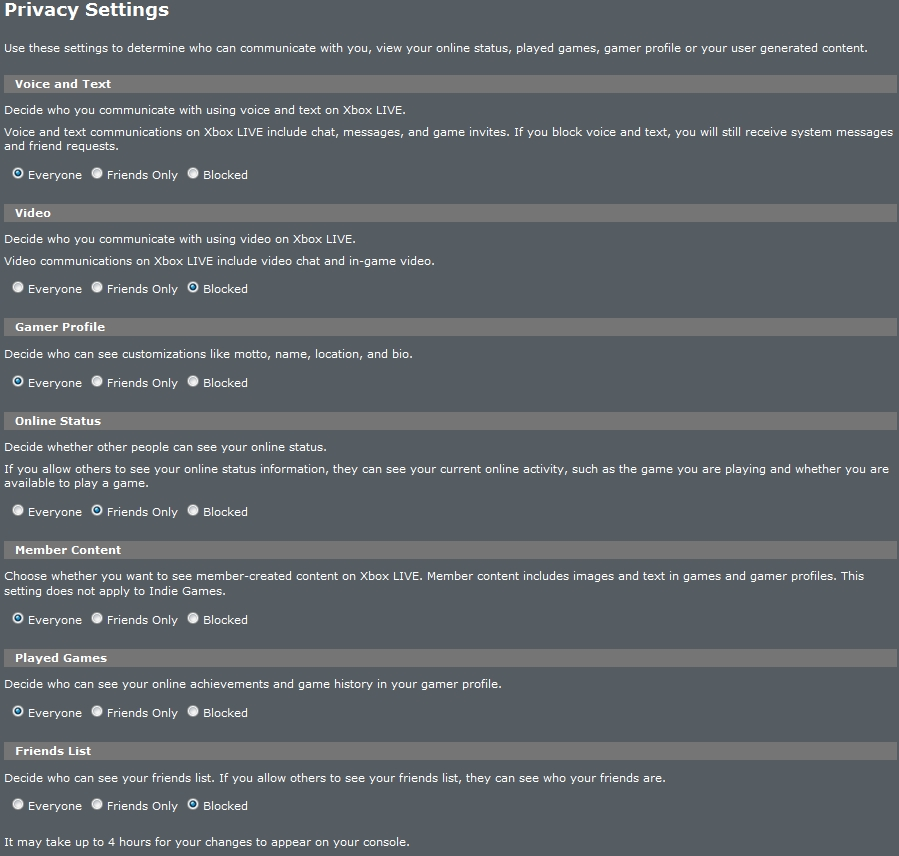 Privacy Settings
Use these settings to determine who can communicate with you, view your online status, played games, gamer profile or your user generated content.
Voice and Text
Decide who you communicate with using voice and text on Xbox LIVE.
Voice and text communications on Xbox LIVE include chat, messages, and game invites. If you block voice and text, you will still receive system messages
and friend requests.
Everyone Friends Only Blocked
Video
Decide who you communicate with using video on Xbox LIVE.
Video communications on Xbox LIVE include video chat and in-game video.
Everyone Friends Only Blocked
Gamer Profile
Decide who can see customizations like motto, name, location, and bio.
Everyone Friends Only Blocked
Online Status
Decide whether other people can see your online status.
If you allow others to see your online status information, they can see your current online activity, such as the game you are playing and whether you are
available to play a game.
Everyone Friends Only Blocked
Member Content
Choose whether you want to see member-created content on Xbox LIVE. Member content includes images and text in games and gamer profiles. This
setting does not apply to Indie Games.
Everyone Friends Only Blocked
Played Games
Decide who can see your online achievements and game history in your gamer profile.
Everyone Friends Only Blocked
Friends List
Decide who can see your friends list. If you allow others to see your friends list, they can see who your friends are.
Everyone Friends Only Blocked
It may take up to 4 hours for your changes to appear on your console.